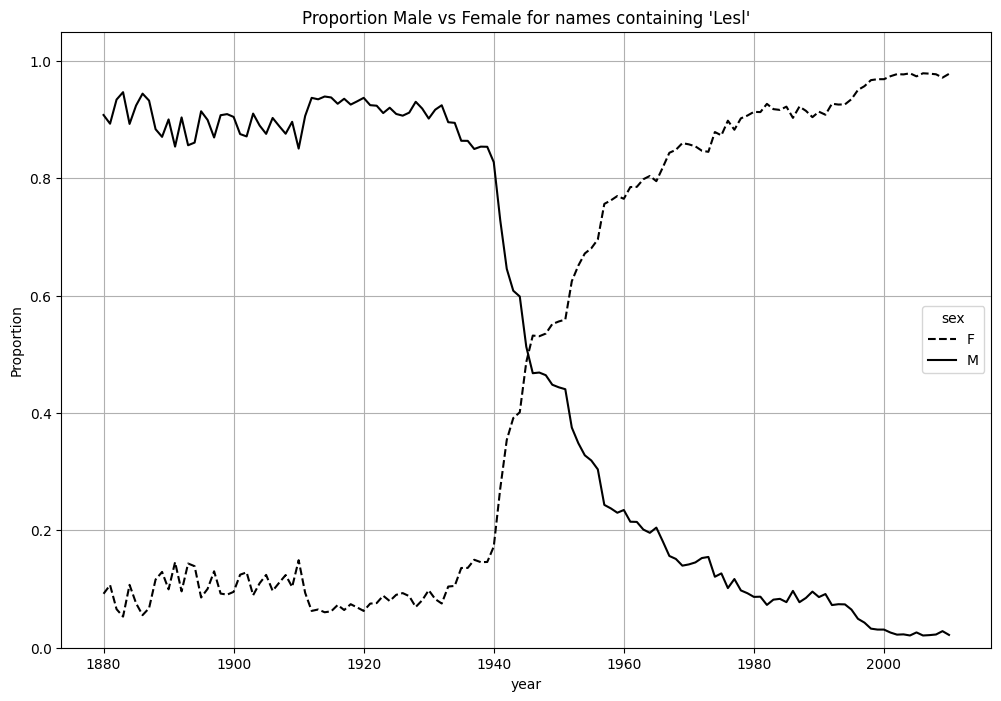 Proportion Male vs Female for names containing 'Lesl'
1.0
0.8
0.6
0.4
0.2
0.0
Proportion
sex
F
M
1880 1900 1920 1940 1960 1980 2000
year